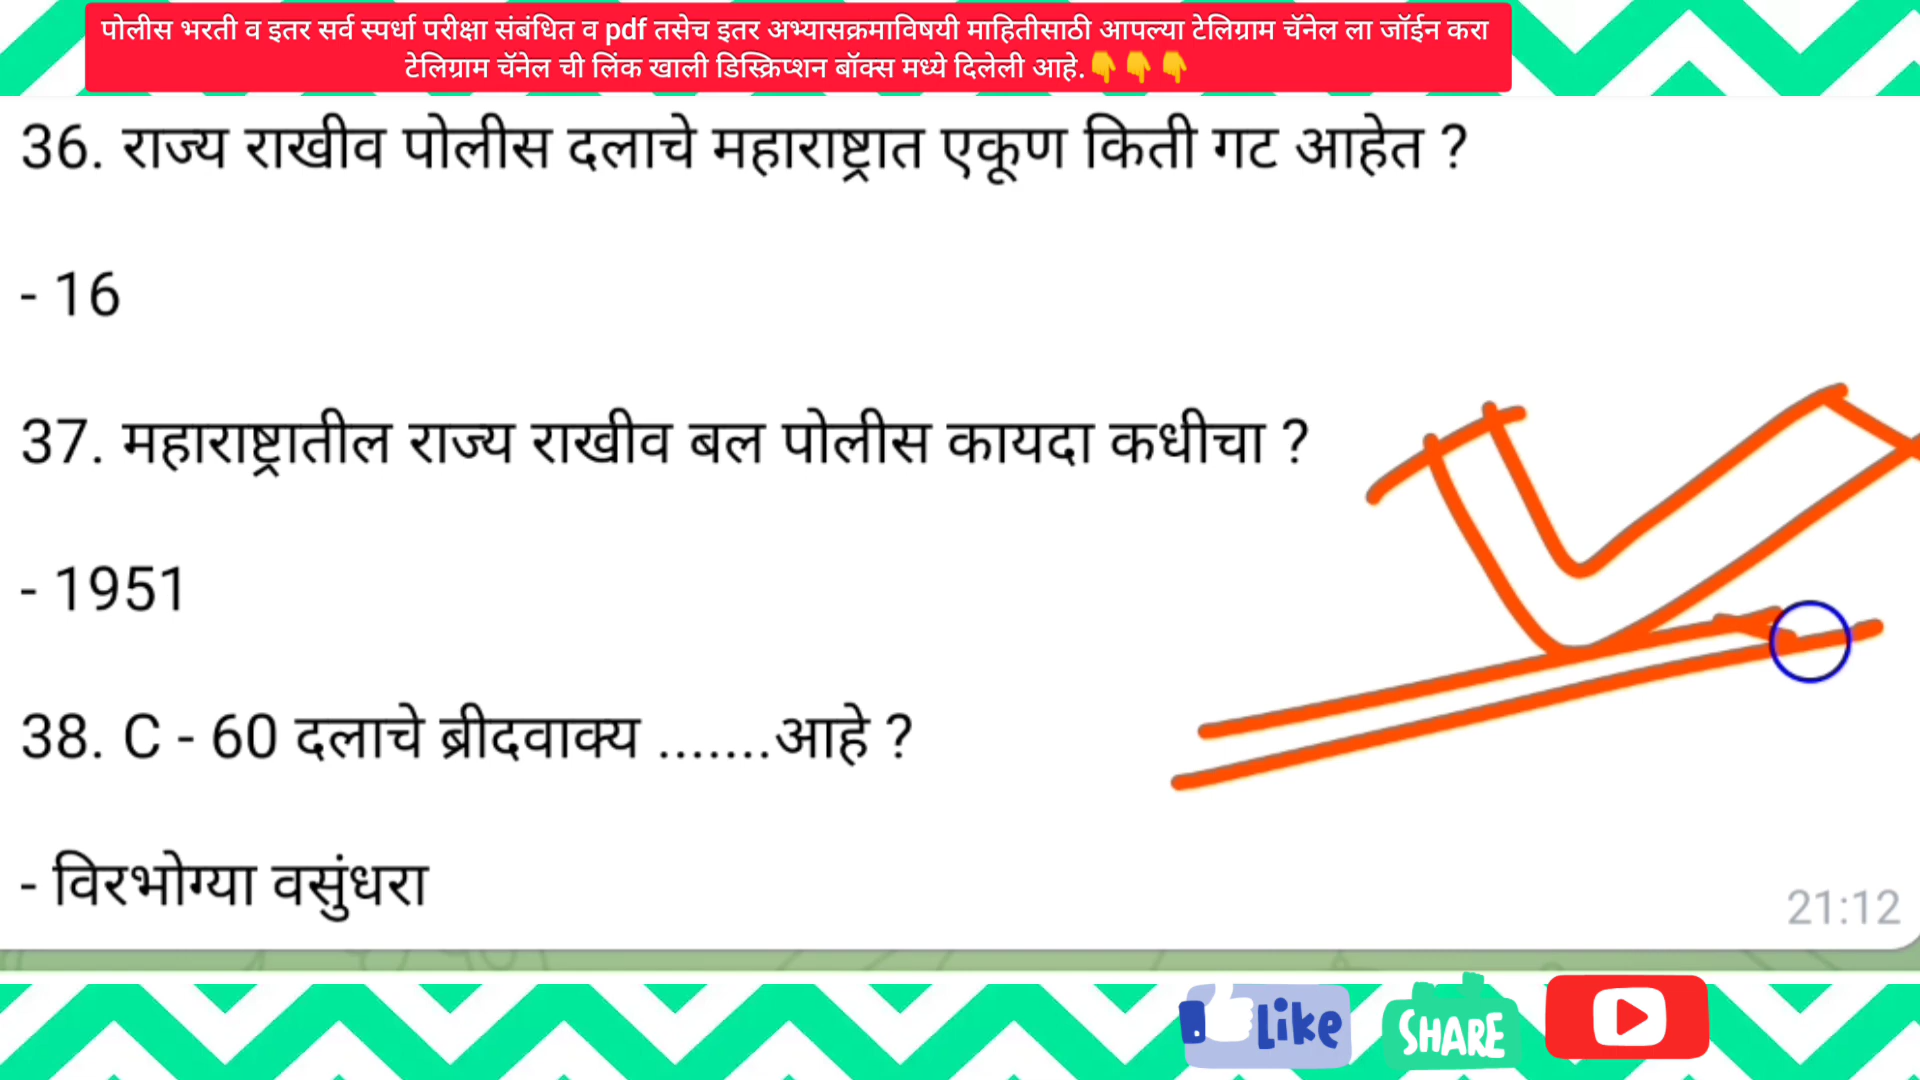 पोलीस भरती व इतर सर्व स्पर्धा परीक्षा संबंधित व pdf तसेच इतर अभ्यासक्रमाविषयी माहितीसाठी आपल्या टेलिग्राम चॅनेल ला जॉईन करा
टेलिग्राम चॅनेल ची लिंक खाली डिस्क्रिप्शन बॉक्स मध्ये दिलेली आहे.👇👇👇
36. राज्य राखीव पोलीस दलाचे महाराष्ट्रात एकूण किती गट आहेत ?
- 16
37. महाराष्ट्रातील राज्य राखीव बल पोलीस कायदा कधीचा ?
- 1951
38. C - 60 दलाचे ब्रीदवाक्य .......आहे ?
- विरभोग्या वसुंधरा
21:12
Like
SHARE